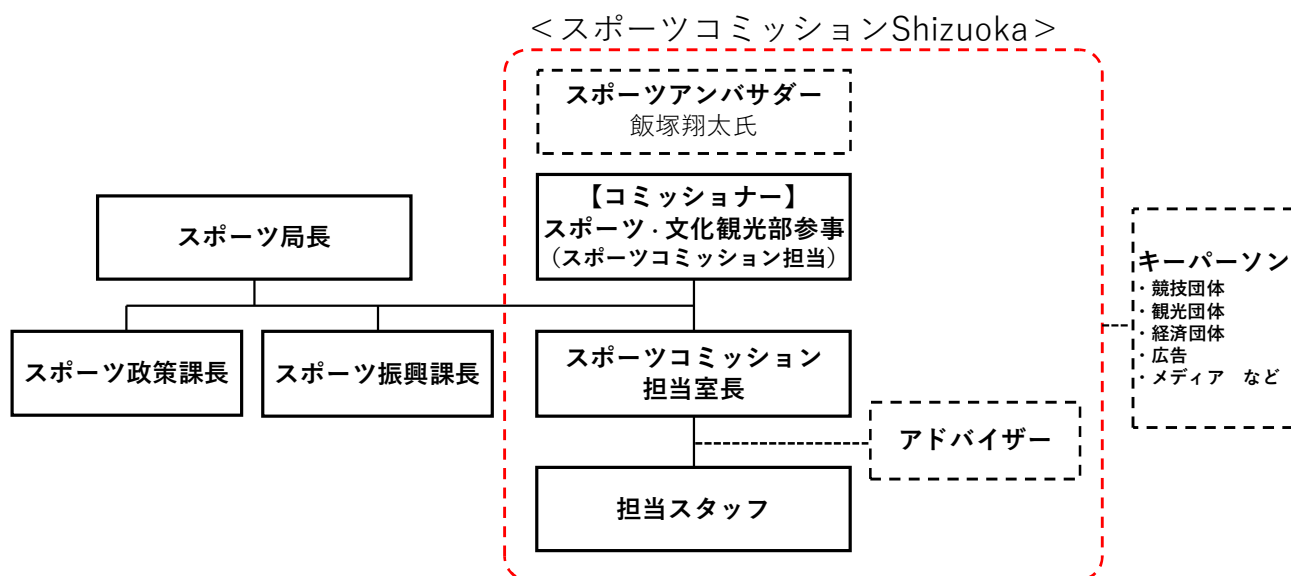 ＜スポーツコミッションShizuoka＞
スポーツアンバサダー
飯塚翔太氏
【コミッショナー】
スポーツ・文化観光部参事
（スポーツコミッション担当）
スポーツ局長
スポーツ政策課長
スポーツ振興課長
スポーツコミッション
担当室長
アドバイザー
担当スタッフ
キーパーソン
・競技団体
・観光団体
・経済団体
・広告
・メディア　など